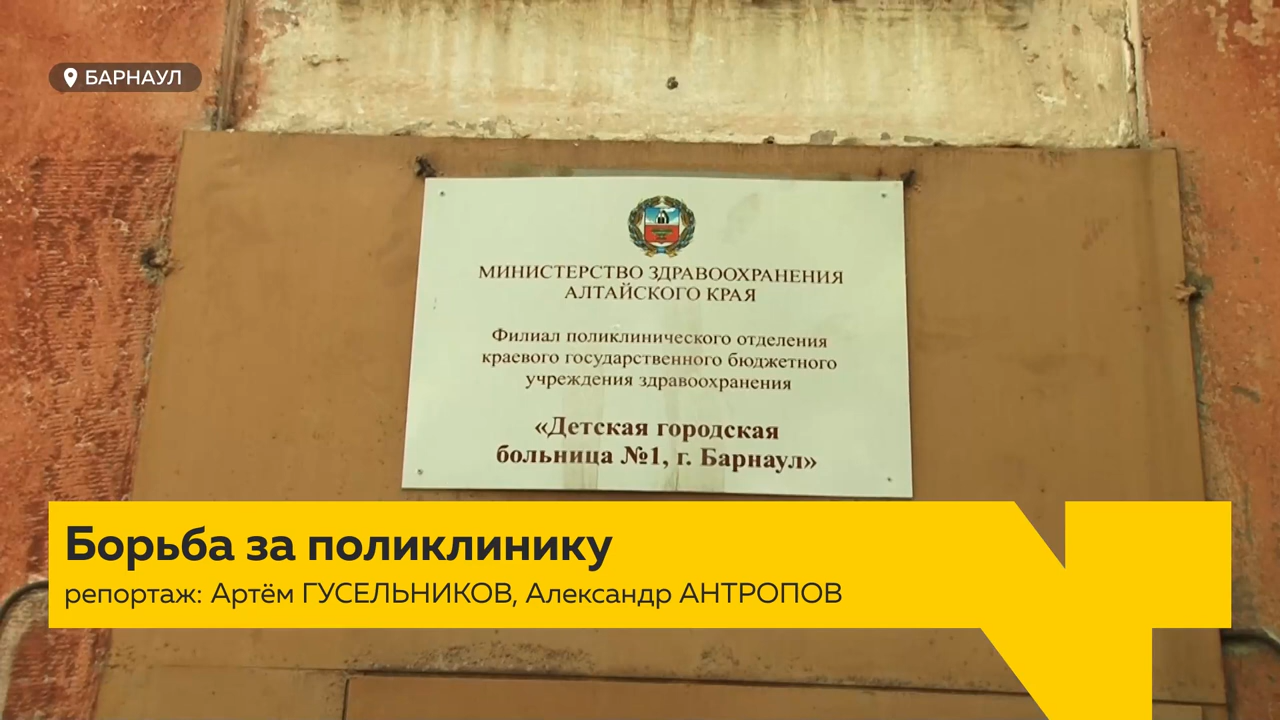 БАРНАУЛ
МИНИСТЕРСТВО ЗДРАВООХРАНЕНИЯ
АЛТАЙСКОГО КРАЯ
Филиал поликлинического отделения
краевого государственного бюджетного
учреждения здравоохранения
«Детская городская
больница №1, г. Барнаул»
Борьба за поликлинику
репортаж: Артём ГУСЕЛЬНИКОВ, Александр АНТРОПОВ